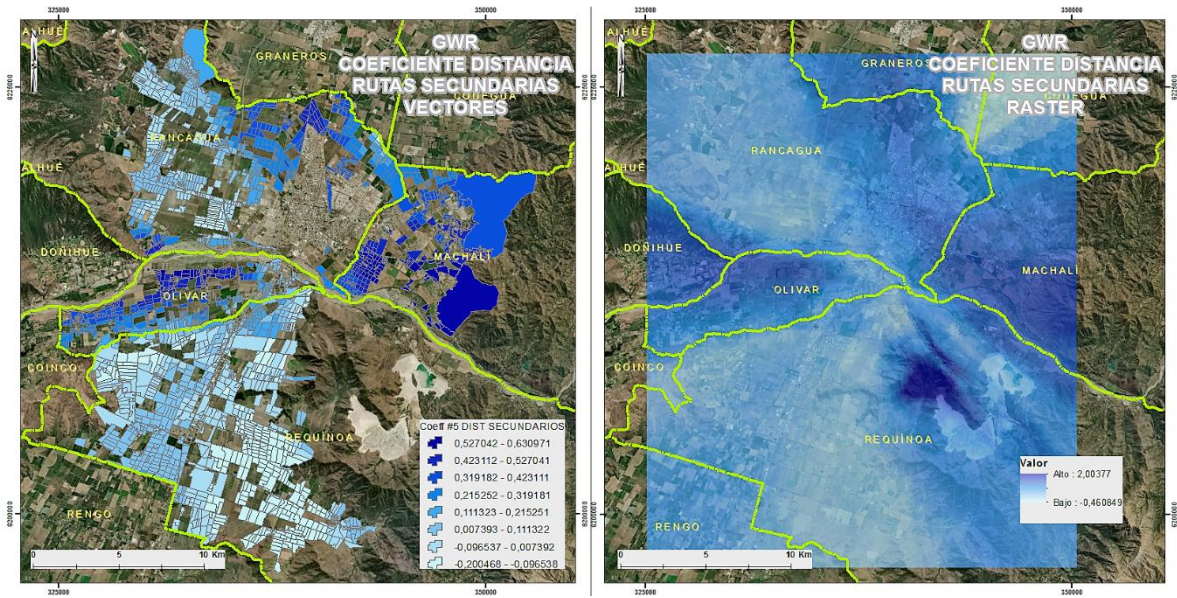 325000
350000
GWR
COEFICIENTE DISTANCIA
RUTAS SECUNDARIAS
VECTORES
GRANEROS
CODEGUA
RANCAGUA
DOÑIHUE
OLIVAR
MACHALÍ
COINCO
REQUÍNOA
RENGO
6225000
6200000
Coeff #5 DIST SECUNDARIOS
0,527042 - 0,630971
0,423112 - 0,527041
0,319182 - 0,423111
0,215252 - 0,319181
0,111323 - 0,215251
0,007393 - 0,111322
-0,096537 - 0,007392
-0,200468 - -0,096538
0 5 10 Km
325000
350000
325000
350000
GWR
COEFICIENTE DISTANCIA
RUTAS SECUNDARIAS
RASTER
GRANEROS
CODEGUA
RANCAGUA
DOÑIHUE
OLIVAR
MACHALÍ
COINCO
REQUÍNOA
RENGO
6225000
6200000
Valor
Alto : 2,00377
Bajo : -0,460849
0 5 10 Km
325000
350000